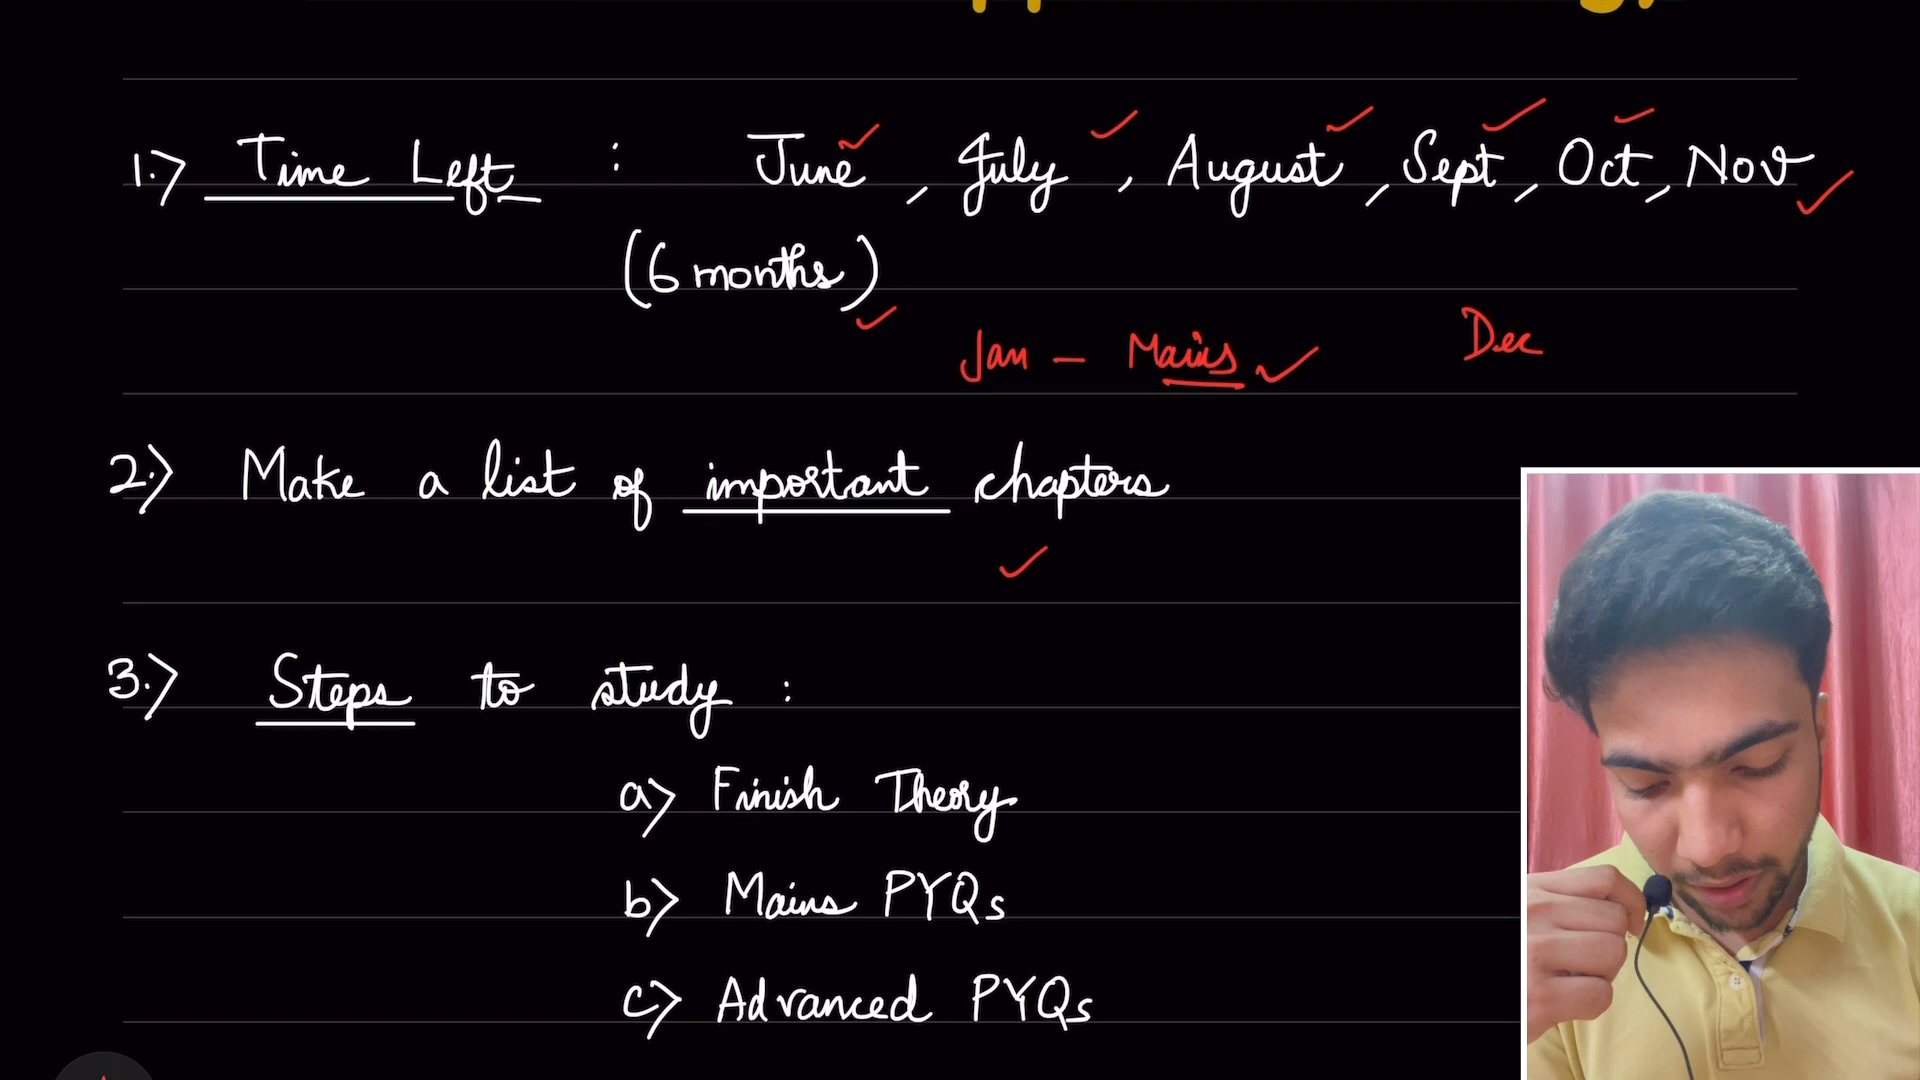 1.) Time Left : June, July, August, Sept, Oct, Nov
(6 months)
Jan - Mains Dec
2.) Make a list of important chapters
3.) Steps to study :
a) Finish Theory
b) Mains PYQs
c) Advanced PYQs